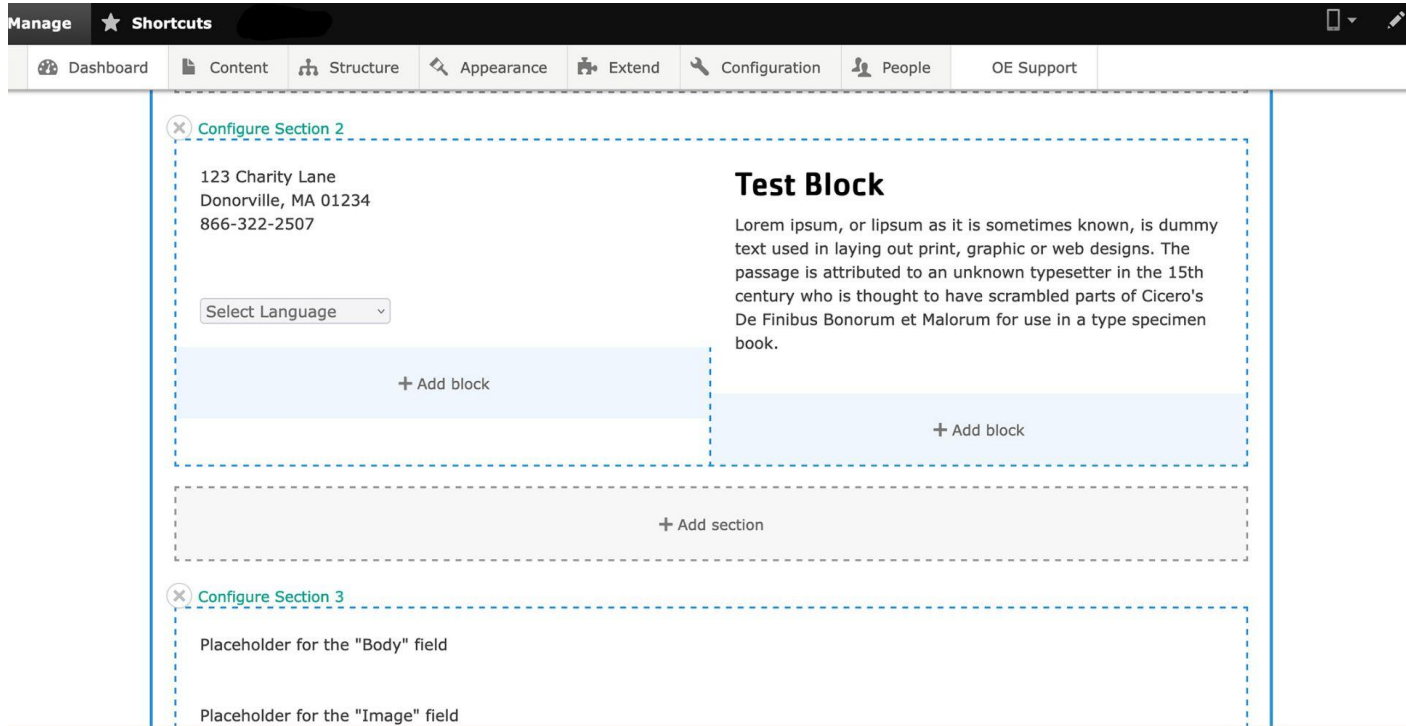 Manage Shortcuts
Dashboard Content Structure Appearance Extend Configuration People OE Support
Configure Section 2
123 Charity Lane
Donorville, MA 01234
866-322-2507
Select Language
+ Add block
Test Block
Lorem ipsum, or lipsum as it is sometimes known, is dummy
text used in laying out print, graphic or web designs. The
passage is attributed to an unknown typesetter in the 15th
century who is thought to have scrambled parts of Cicero's
De Finibus Bonorum et Malorum for use in a type specimen
book.
+ Add block
+ Add section
Configure Section 3
Placeholder for the "Body" field
Placeholder for the "Image" field